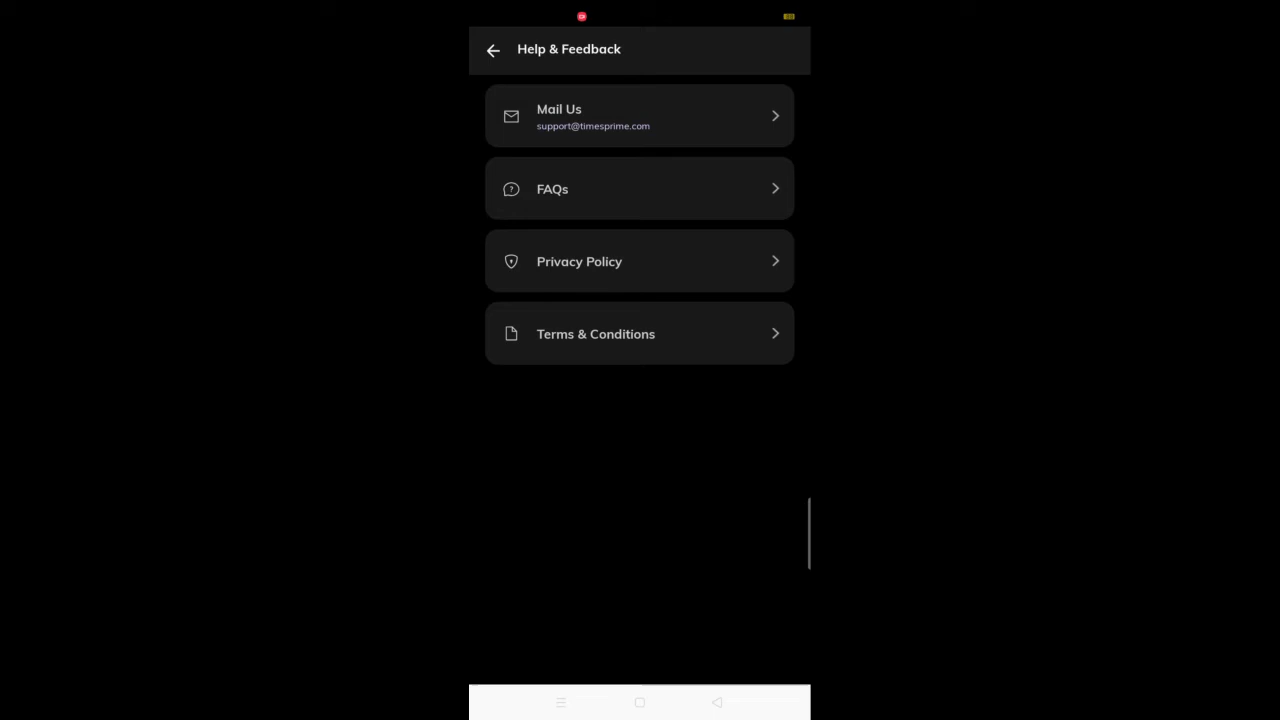 Help & Feedback
Mail Us
support@timesprime.com
FAQs
Privacy Policy
Terms & Conditions